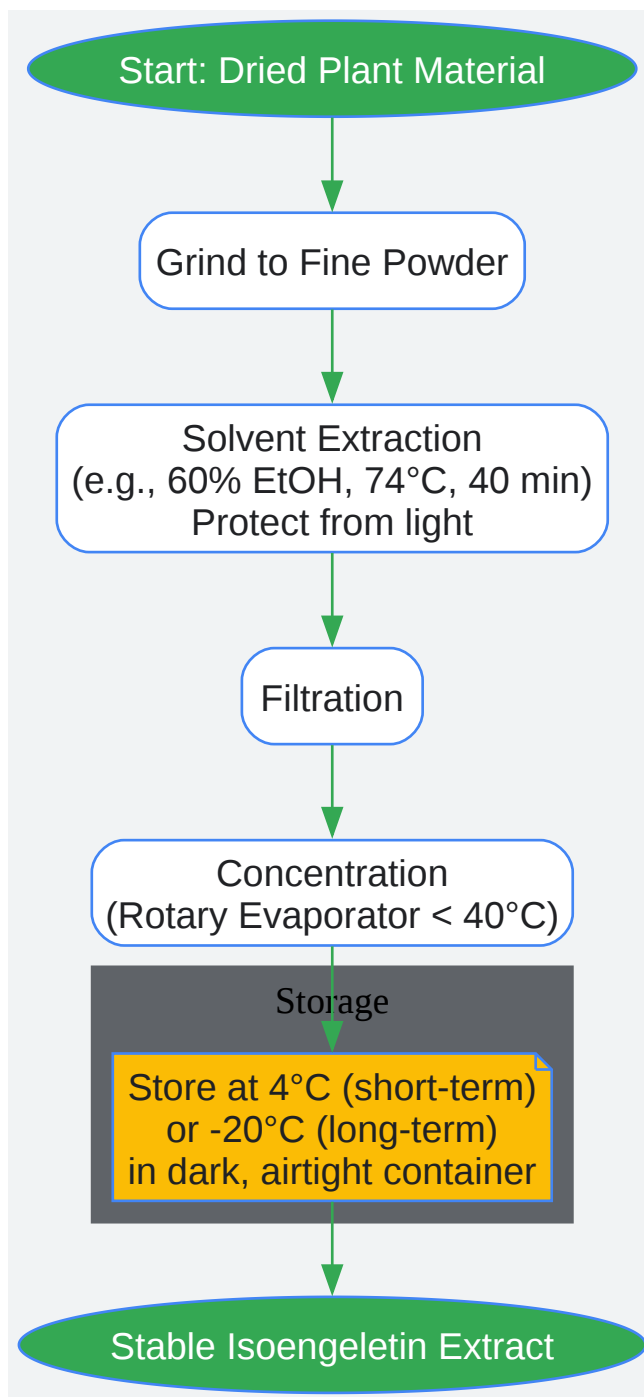 Start: Dried Plant Material
Grind to Fine Powder
Solvent Extraction
(e.g., 60% EtOH, 74°C, 40 min)
Protect from light
Filtration
Concentration
(Rotary Evaporator < 40°C)
Storage
Store at 4°C (short-term)
or -20°C (long-term)
in dark, airtight container
Stable Isoengeletin Extract